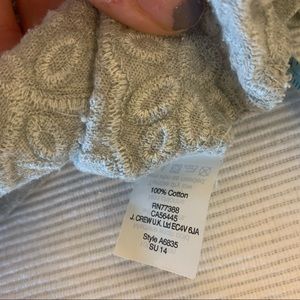 100% Cotton
RN77388
CA56445
J. CREW U.K. Ltd EC4V 6JA
Style A6835
SU 14